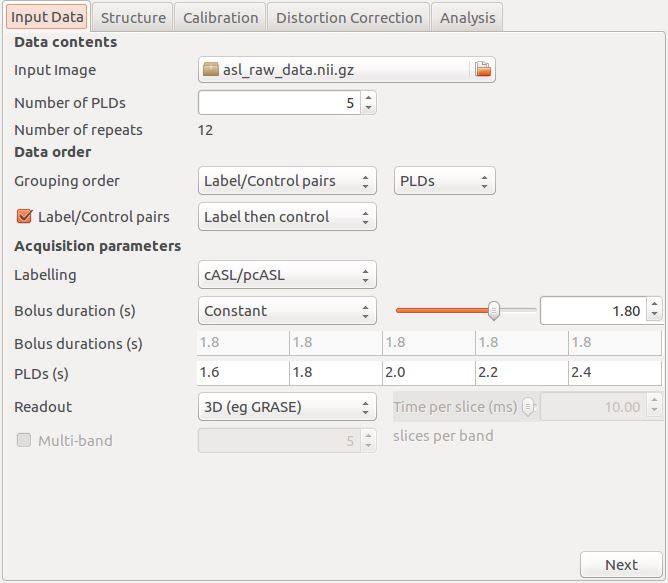 Input Data Structure Calibration Distortion Correction Analysis
Data contents
Input Image asl_raw_data.nii.gz
Number of PLDs 5
Number of repeats 12
Data order
Grouping order Label/Control pairs PLDs
Label/Control pairs Label then control
Acquisition parameters
Labelling cASL/pcASL
Bolus duration (s) Constant 1.80
Bolus durations (s) 1.8 1.8 1.8 1.8 1.8
PLDs (s) 1.6 1.8 2.0 2.2 2.4
Readout 3D (eg GRASE) Time per slice (ms) 10.00
Multi-band 5 slices per band
Next